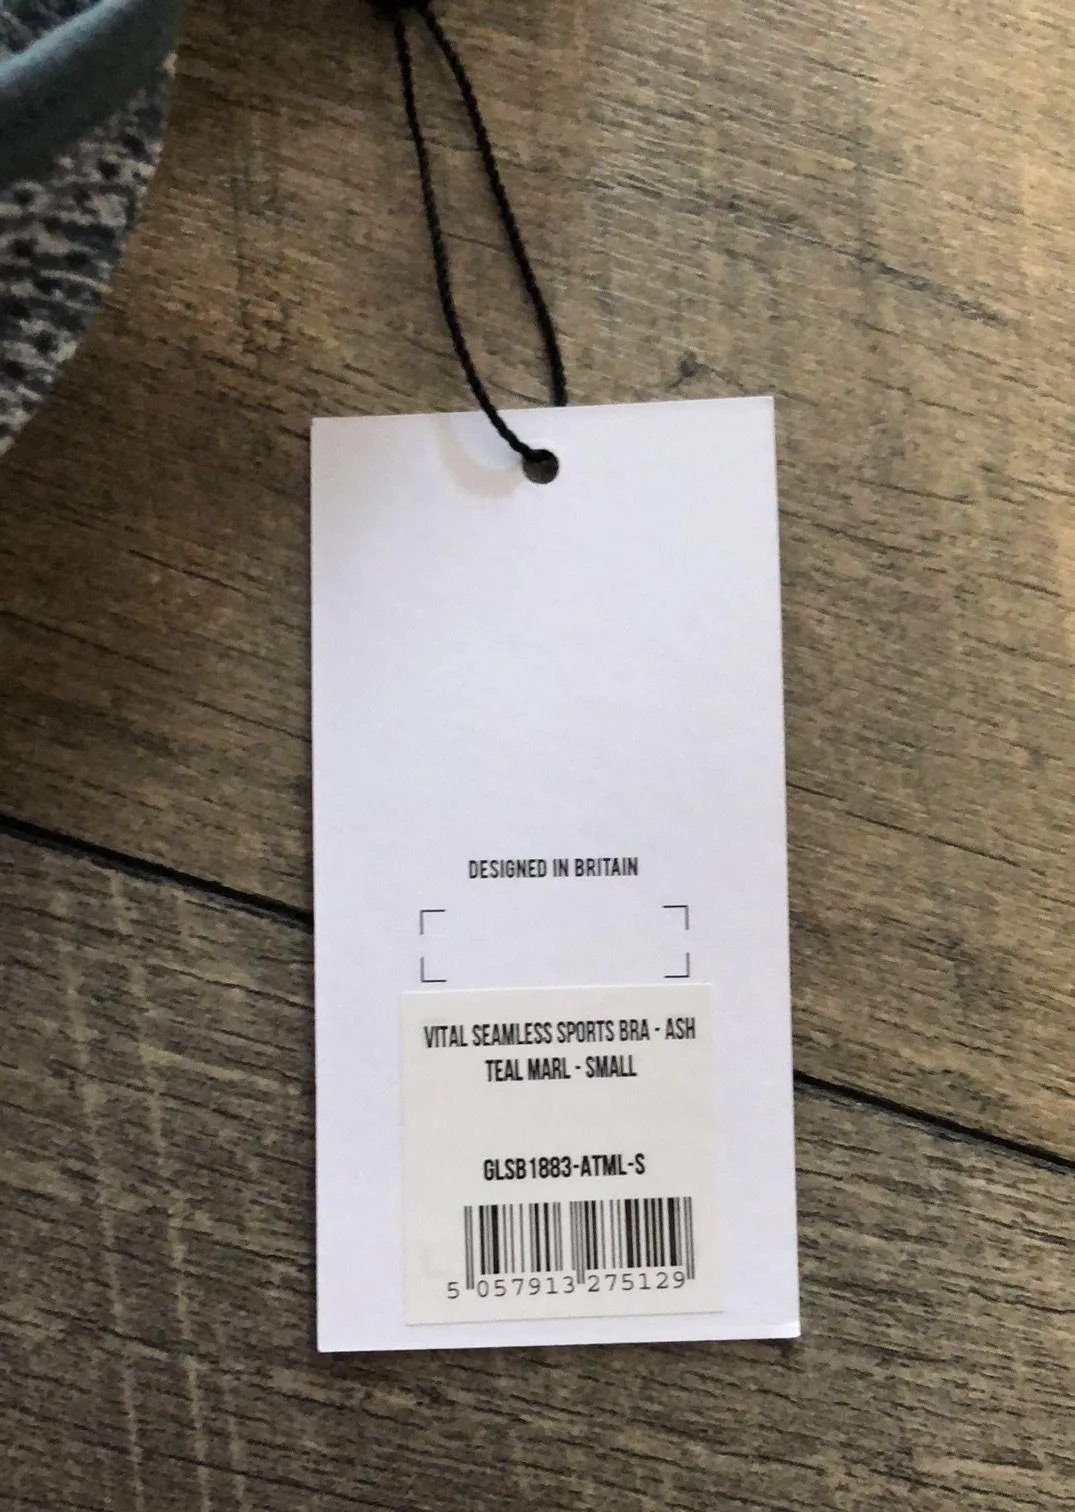 DESIGNED IN BRITAIN
VITAL SEAMLESS SPORTS BRA - ASH
TEAL MARL - SMALL
GLSB1883-ATML-S
5 057913 275129